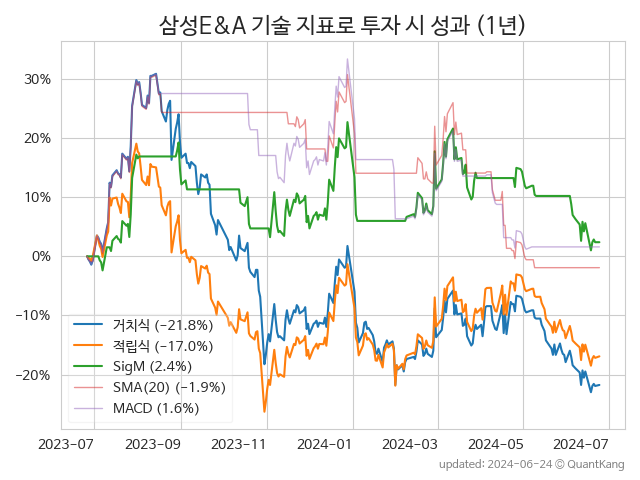 삼성E&A 기술 지표로 투자 시 성과 (1년)
30%
20%
10%
0%
−10%
−20%
거치식 (−21.8%)
적립식 (−17.0%)
SigM (2.4%)
SMA(20) (−1.9%)
MACD (1.6%)
2023-07 2023-09 2023-11 2024-01 2024-03 2024-05 2024-07
updated: 2024-06-24 © QuantKang